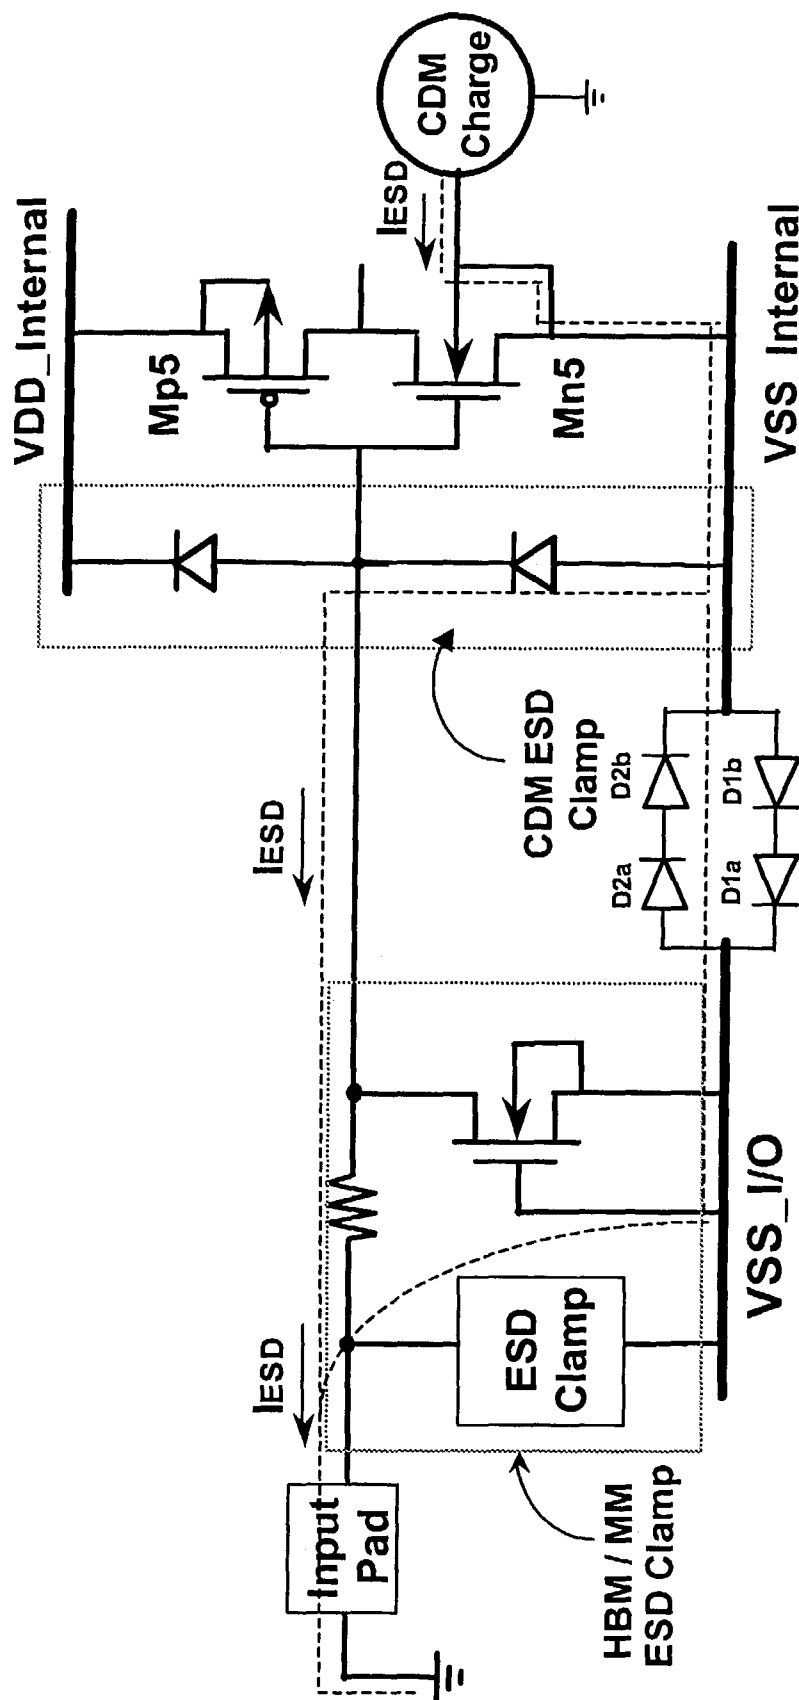 VDD_Internal
Mp5
IESD
CDM
Charge
Mn5
VSS_Internal
IESD
CDM ESD
Clamp
D2a
D2b
D1a
D1b
IESD
Input
Pad
ESD
Clamp
VSS_I/O
HBM / MM
ESD Clamp